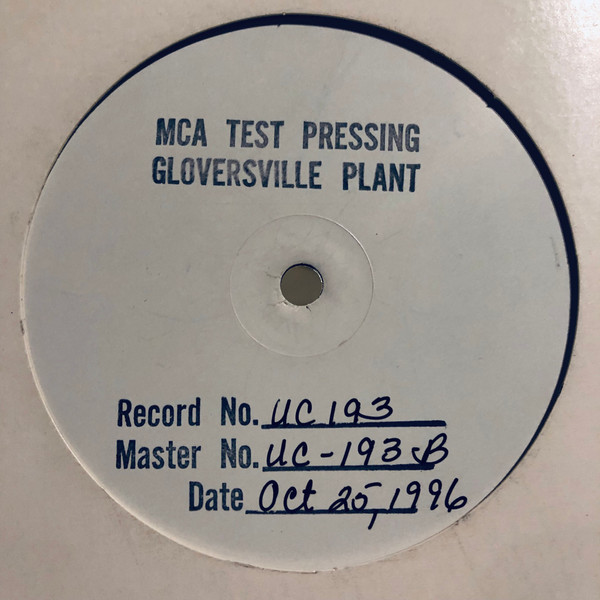 MCA TEST PRESSING
GLOVERSVILLE PLANT
Record No. UC 193
Master No. UC-193 B
Date Oct 25, 1996